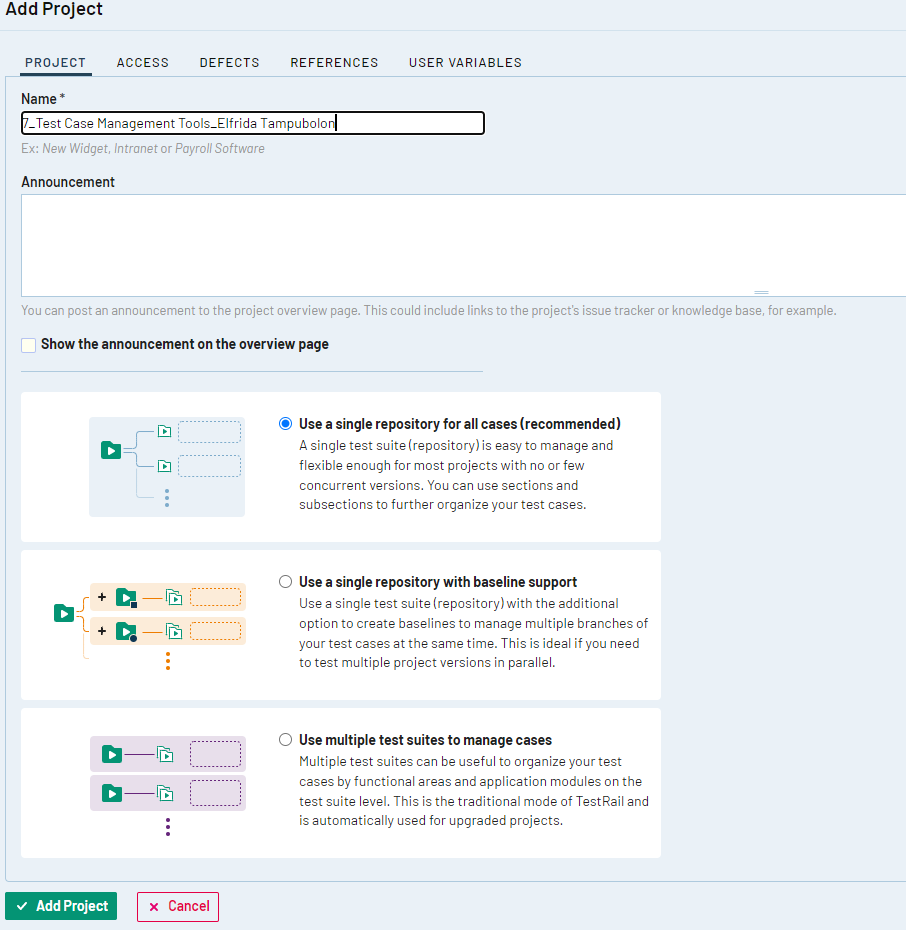 Add Project
PROJECT ACCESS DEFECTS REFERENCES USER VARIABLES
Name *
7_Test Case Management Tools_Elfrida Tampubolon
Ex: New Widget, Intranet or Payroll Software
Announcement
You can post an announcement to the project overview page. This could include links to the project's issue tracker or knowledge base, for example.
Show the announcement on the overview page
Use a single repository for all cases (recommended)
A single test suite (repository) is easy to manage and
flexible enough for most projects with no or few
concurrent versions. You can use sections and
subsections to further organize your test cases.
Use a single repository with baseline support
Use a single test suite (repository) with the additional
option to create baselines to manage multiple branches of
your test cases at the same time. This is ideal if you need
to test multiple project versions in parallel.
Use multiple test suites to manage cases
Multiple test suites can be useful to organize your test
cases by functional areas and application modules on the
test suite level. This is the traditional mode of TestRail and
is automatically used for upgraded projects.
Add Project Cancel